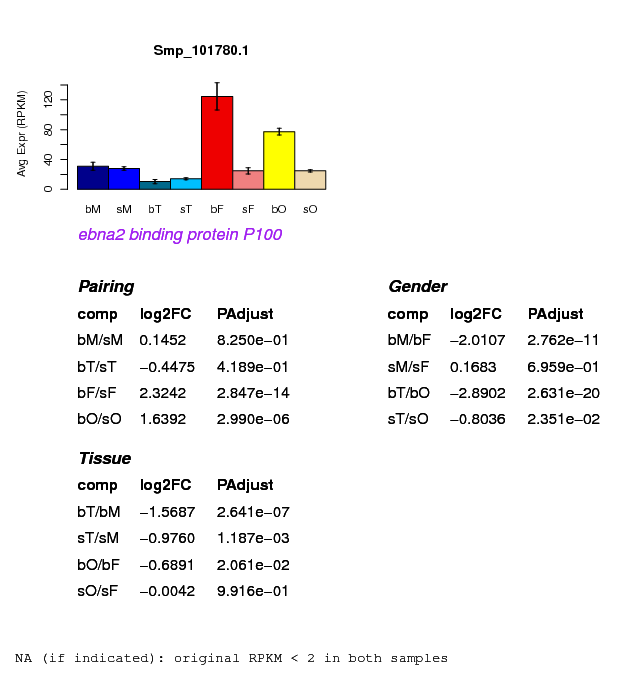 Smp_101780.1
Avg Expr (RPKM)
0 40 80 120
bM sM bT sT bF sF bO sO
ebna2 binding protein P100
Pairing
comp log2FC PAdjust
bM/sM 0.1452 8.250e−01
bT/sT −0.4475 4.189e−01
bF/sF 2.3242 2.847e−14
bO/sO 1.6392 2.990e−06
Gender
comp log2FC PAdjust
bM/bF −2.0107 2.762e−11
sM/sF 0.1683 6.959e−01
bT/bO −2.8902 2.631e−20
sT/sO −0.8036 2.351e−02
Tissue
comp log2FC PAdjust
bT/bM −1.5687 2.641e−07
sT/sM −0.9760 1.187e−03
bO/bF −0.6891 2.061e−02
sO/sF −0.0042 9.916e−01
NA (if indicated): original RPKM < 2 in both samples